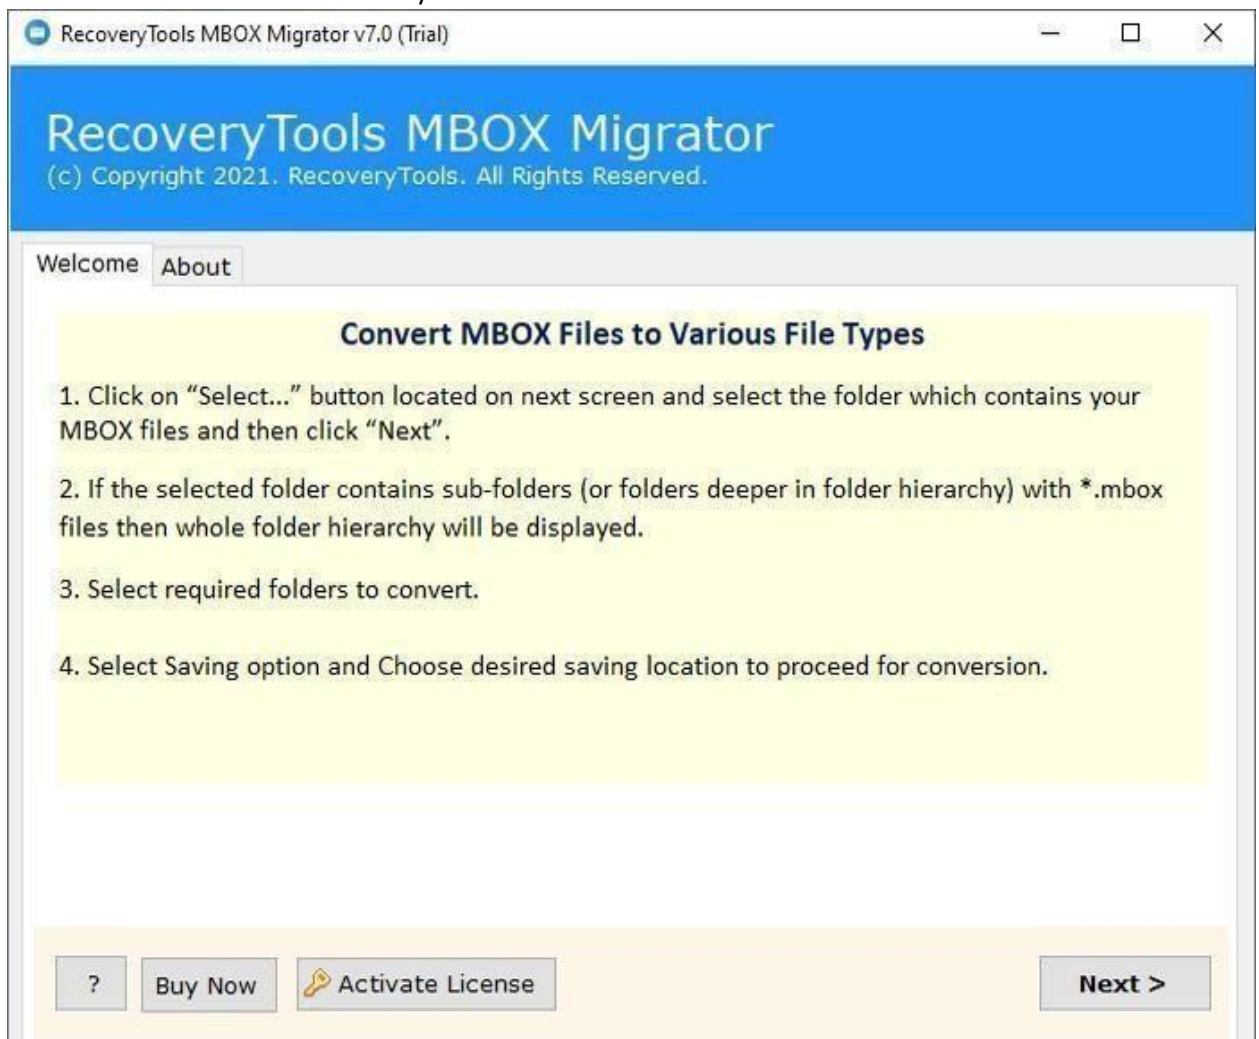 RecoveryTools MBOX Migrator v7.0 (Trial)
RecoveryTools MBOX Migrator
(c) Copyright 2021. RecoveryTools. All Rights Reserved.
Welcome About
Convert MBOX Files to Various File Types
1. Click on “Select...” button located on next screen and select the folder which contains your
MBOX files and then click “Next”.
2. If the selected folder contains sub-folders (or folders deeper in folder hierarchy) with *.mbox
files then whole folder hierarchy will be displayed.
3. Select required folders to convert.
4. Select Saving option and Choose desired saving location to proceed for conversion.
? Buy Now Activate License Next >